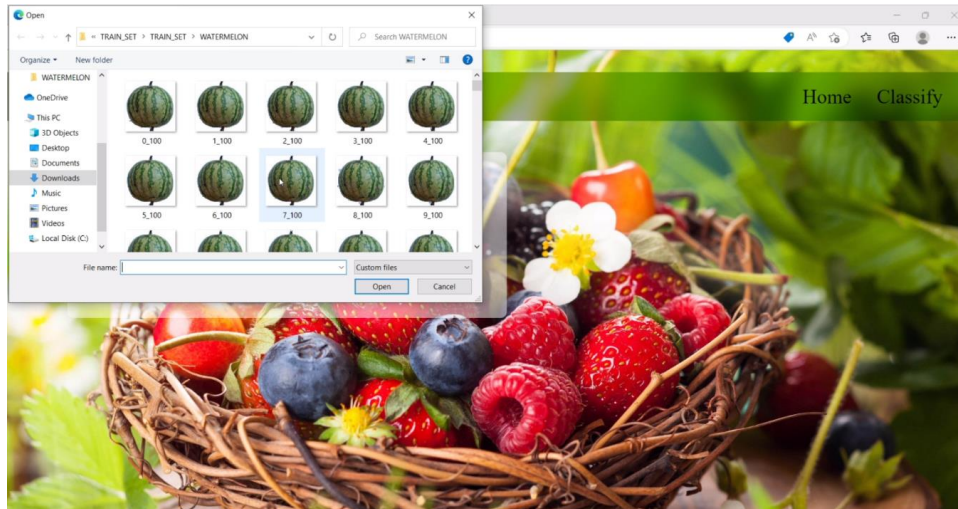 Open
« TRAIN_SET > TRAIN_SET > WATERMELON
Search WATERMELON
Organize
New folder
WATERMELON
OneDrive
This PC
3D Objects
Desktop
Documents
Downloads
Music
Pictures
Videos
Local Disk (C:)
0_100 1_100 2_100 3_100 4_100
5_100 6_100 7_100 8_100 9_100
File name:
Custom files
Open Cancel
Home Classify